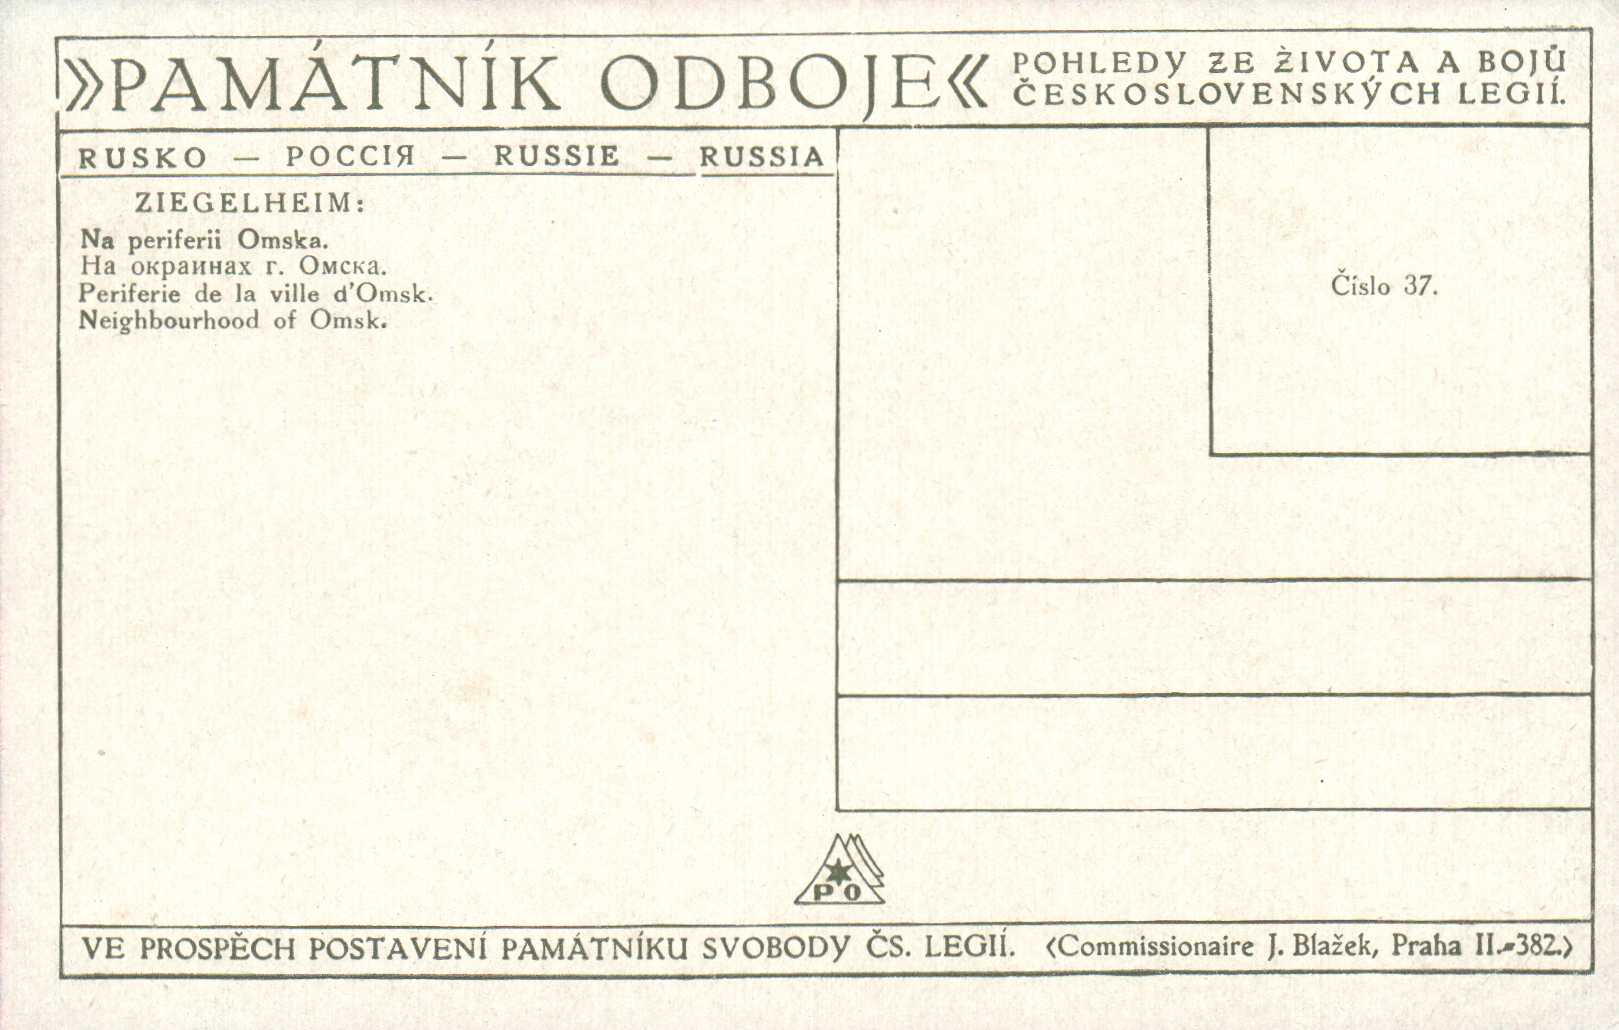 »PAMÁTNÍK ODBOJE«
POHLEDY ZE ŽIVOTA A BOJŮ
ČESKOSLOVENSKÝCH LEGIÍ.
RUSKO — РОССІЯ — RUSSIE — RUSSIA
ZIEGELHEIM:
Na periferii Omska.
На окраинах г. Омска.
Periferie de la ville d'Omsk.
Neighbourhood of Omsk.
Číslo 37.
PO
VE PROSPĚCH POSTAVENÍ PAMÁTNÍKU SVOBODY ČS. LEGIÍ. (Commissionaire J. Blažek, Praha II.-382.)